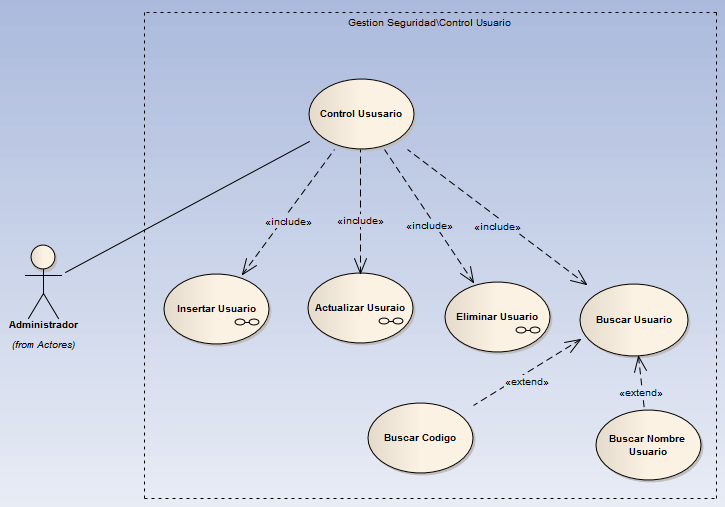 Gestion Seguridad\Control Usuario
Control Ususario
«include»
«include»
«include»
«include»
Administrador
(from Actores)
Insertar Usuario
Actualizar Usuraio
Eliminar Usuario
Buscar Usuario
«extend»
«extend»
Buscar Codigo
Buscar Nombre
Usuario